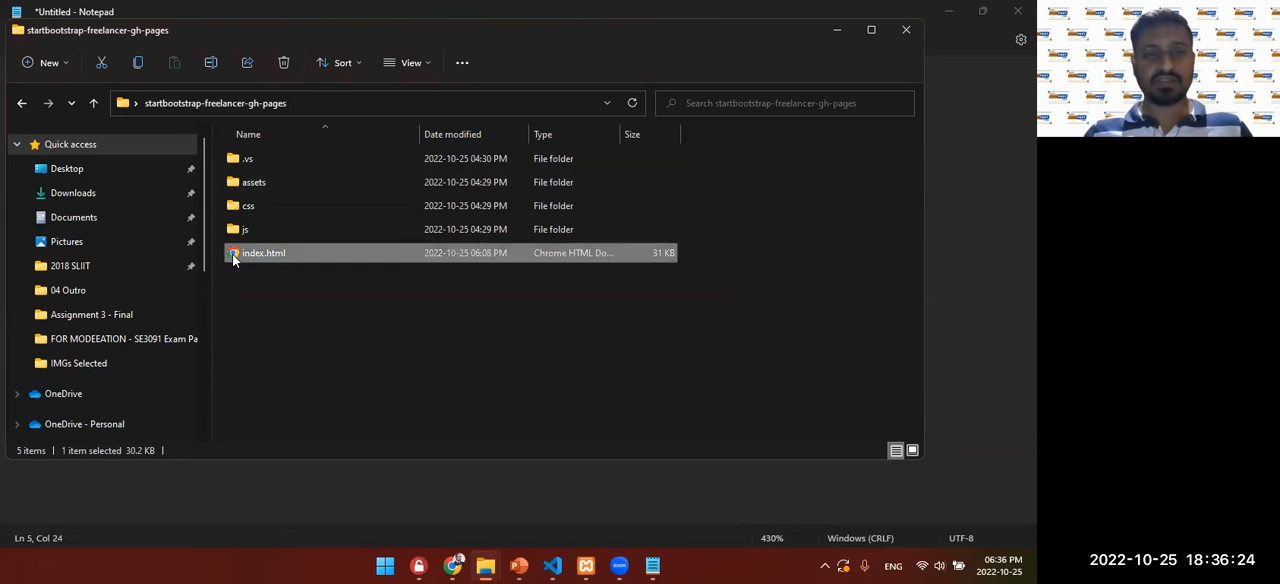 *Untitled - Notepad
startbootstrap-freelancer-gh-pages
New
Sort
View
startbootstrap-freelancer-gh-pages
Search startbootstrap-freelancer-gh-pages
Quick access
Desktop
Downloads
Documents
Pictures
2018 SLIIT
04 Outro
Assignment 3 - Final
FOR MODEEATION - SE3091 Exam Pa
IMGs Selected
OneDrive
OneDrive - Personal
Name Date modified Type Size
.vs 2022-10-25 04:30 PM File folder
assets 2022-10-25 04:29 PM File folder
css 2022-10-25 04:29 PM File folder
js 2022-10-25 04:29 PM File folder
index.html 2022-10-25 06:08 PM Chrome HTML Do... 31 KB
5 items 1 item selected 30.2 KB
Ln 5, Col 24 430% Windows (CRLF) UTF-8
zoom
ENG
06:36 PM
2022-10-25
2022-10-25 18:36:24